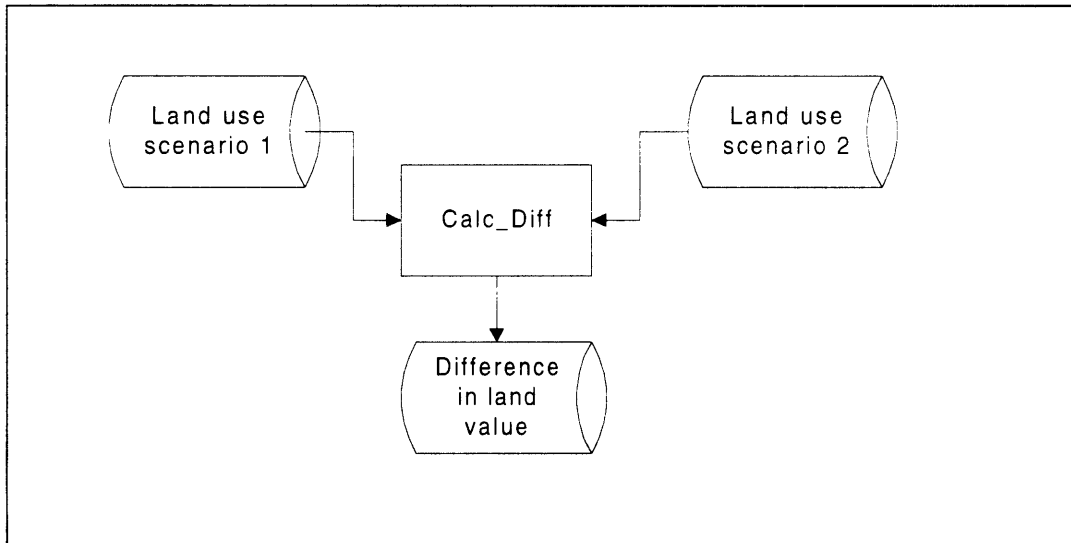 Land use
scenario 1
Land use
scenario 2
Calc_Diff
Difference
in land
value